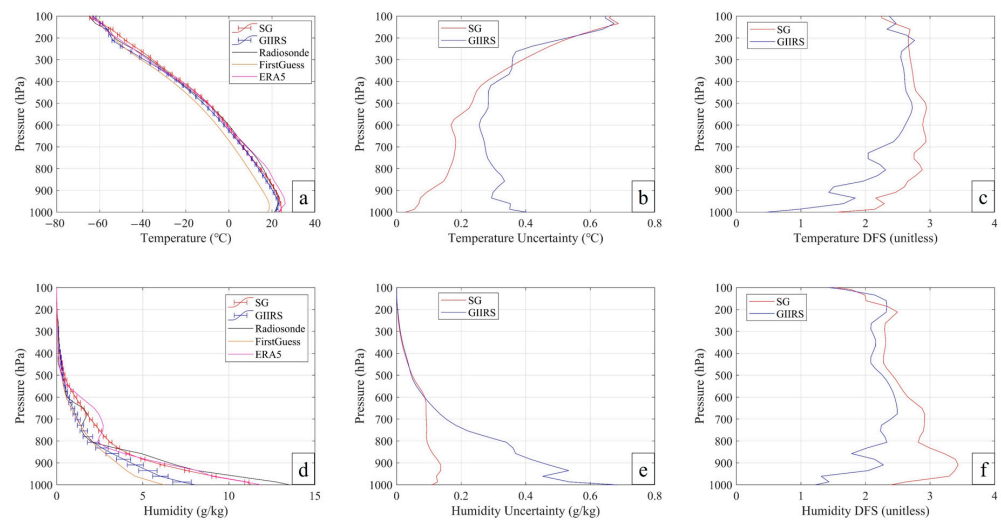 100
200
300
400
500
600
700
800
900
1000
Pressure (hPa)
SG
GIIRS
Radiosonde
FirstGuess
ERA5
a
−80 −60 −40 −20 0 20 40
Temperature (°C)
100
200
300
400
500
600
700
800
900
1000
Pressure (hPa)
SG
GIIRS
b
0 0.2 0.4 0.6 0.8
Temperature Uncertainty (°C)
100
200
300
400
500
600
700
800
900
1000
Pressure (hPa)
SG
GIIRS
c
0 1 2 3 4
Temperature DFS (unitless)
100
200
300
400
500
600
700
800
900
1000
Pressure (hPa)
SG
GIIRS
Radiosonde
FirstGuess
ERA5
d
0 5 10 15
Humidity (g/kg)
100
200
300
400
500
600
700
800
900
1000
Pressure (hPa)
SG
GIIRS
e
0 0.2 0.4 0.6 0.8
Humidity Uncertainty (g/kg)
100
200
300
400
500
600
700
800
900
1000
Pressure (hPa)
SG
GIIRS
f
0 1 2 3 4
Humidity DFS (unitless)